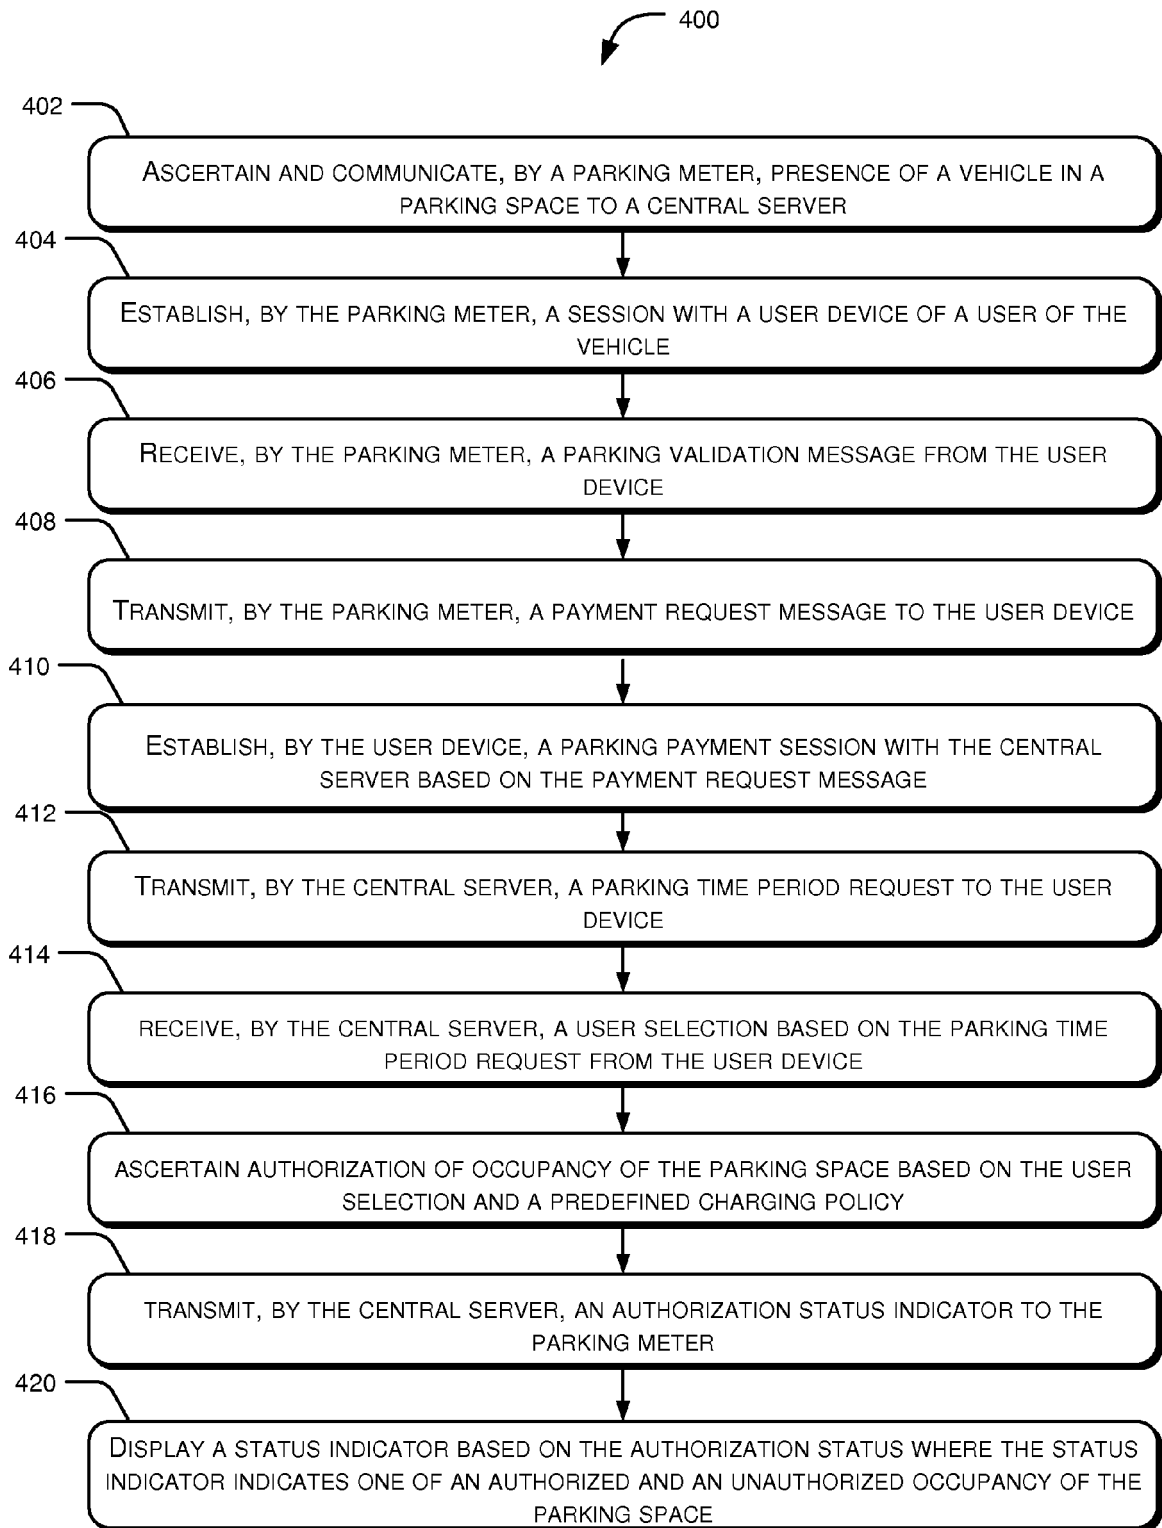 400
402
ASCERTAIN AND COMMUNICATE, BY A PARKING METER, PRESENCE OF A VEHICLE IN A
PARKING SPACE TO A CENTRAL SERVER
404
ESTABLISH, BY THE PARKING METER, A SESSION WITH A USER DEVICE OF A USER OF THE
VEHICLE
406
RECEIVE, BY THE PARKING METER, A PARKING VALIDATION MESSAGE FROM THE USER
DEVICE
408
TRANSMIT, BY THE PARKING METER, A PAYMENT REQUEST MESSAGE TO THE USER DEVICE
410
ESTABLISH, BY THE USER DEVICE, A PARKING PAYMENT SESSION WITH THE CENTRAL
SERVER BASED ON THE PAYMENT REQUEST MESSAGE
412
TRANSMIT, BY THE CENTRAL SERVER, A PARKING TIME PERIOD REQUEST TO THE USER
DEVICE
414
RECEIVE, BY THE CENTRAL SERVER, A USER SELECTION BASED ON THE PARKING TIME
PERIOD REQUEST FROM THE USER DEVICE
416
ASCERTAIN AUTHORIZATION OF OCCUPANCY OF THE PARKING SPACE BASED ON THE USER
SELECTION AND A PREDEFINED CHARGING POLICY
418
TRANSMIT, BY THE CENTRAL SERVER, AN AUTHORIZATION STATUS INDICATOR TO THE
PARKING METER
420
DISPLAY A STATUS INDICATOR BASED ON THE AUTHORIZATION STATUS WHERE THE STATUS
INDICATOR INDICATES ONE OF AN AUTHORIZED AND AN UNAUTHORIZED OCCUPANCY OF THE
PARKING SPACE